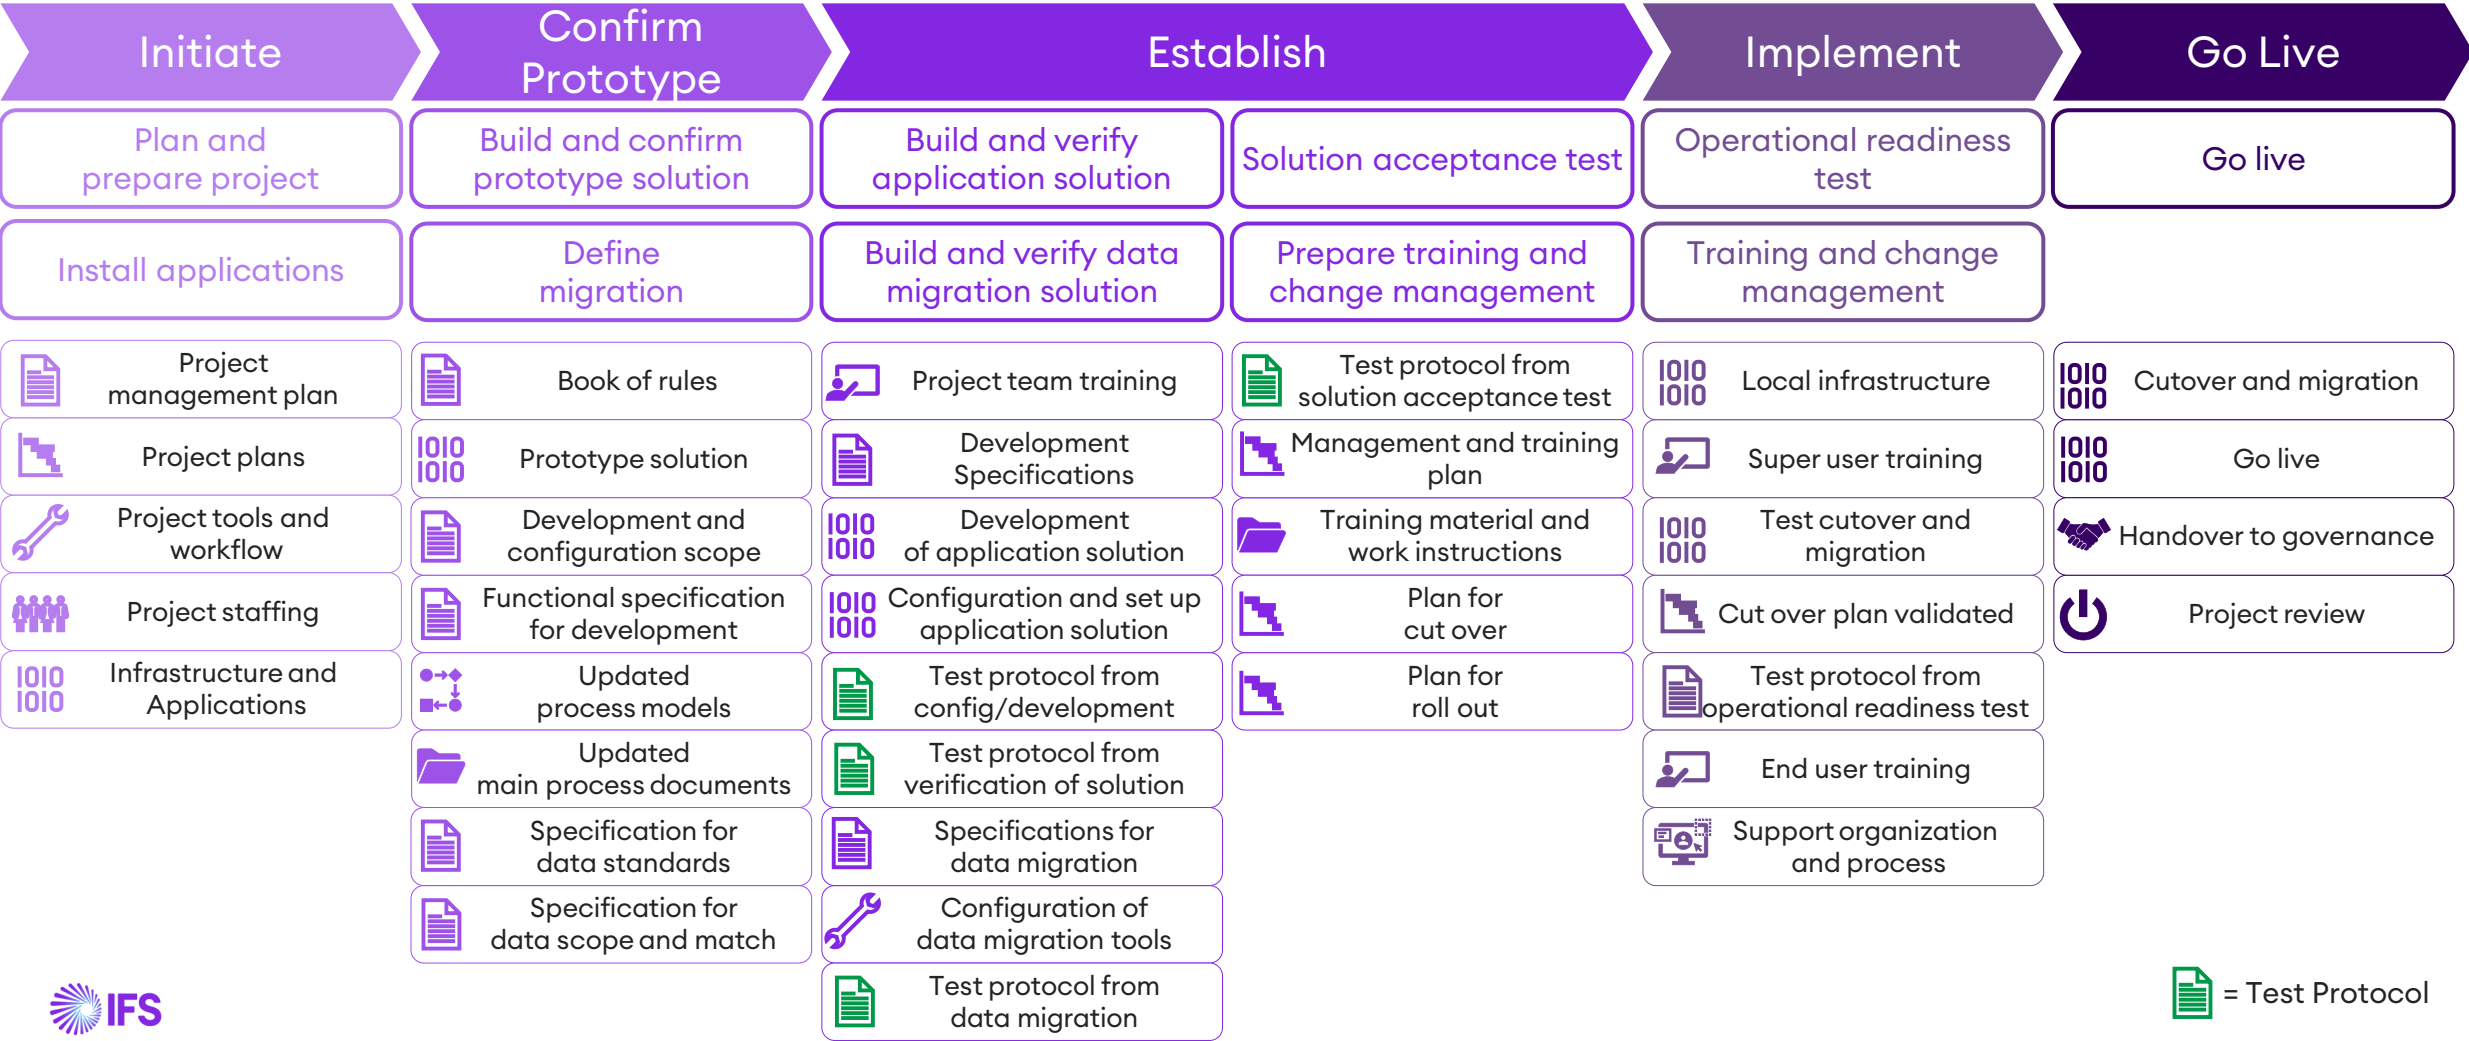 Initiate
Confirm
Prototype
Establish
Implement
Go Live
Plan and
prepare project
Build and confirm
prototype solution
Build and verify
application solution
Solution acceptance test
Operational readiness
test
Go live
Install applications
Define
migration
Build and verify data
migration solution
Prepare training and
change management
Training and change
management
Project
management plan
Project plans
Project tools and
workflow
Project staffing
Infrastructure and
Applications
Book of rules
Prototype solution
Development and
configuration scope
Functional specification
for development
Updated
process models
Updated
main process documents
Specification for
data standards
Specification for
data scope and match
Project team training
Development
Specifications
Development
of application solution
Configuration and set up
application solution
Test protocol from
config/development
Test protocol from
verification of solution
Specifications for
data migration
Configuration of
data migration tools
Test protocol from
data migration
Test protocol from
solution acceptance test
Management and training
plan
Training material and
work instructions
Plan for
cut over
Plan for
roll out
Local infrastructure
Super user training
Test cutover and
migration
Cut over plan validated
Test protocol from
operational readiness test
End user training
Support organization
and process
Cutover and migration
Go live
Handover to governance
Project review
IFS
= Test Protocol